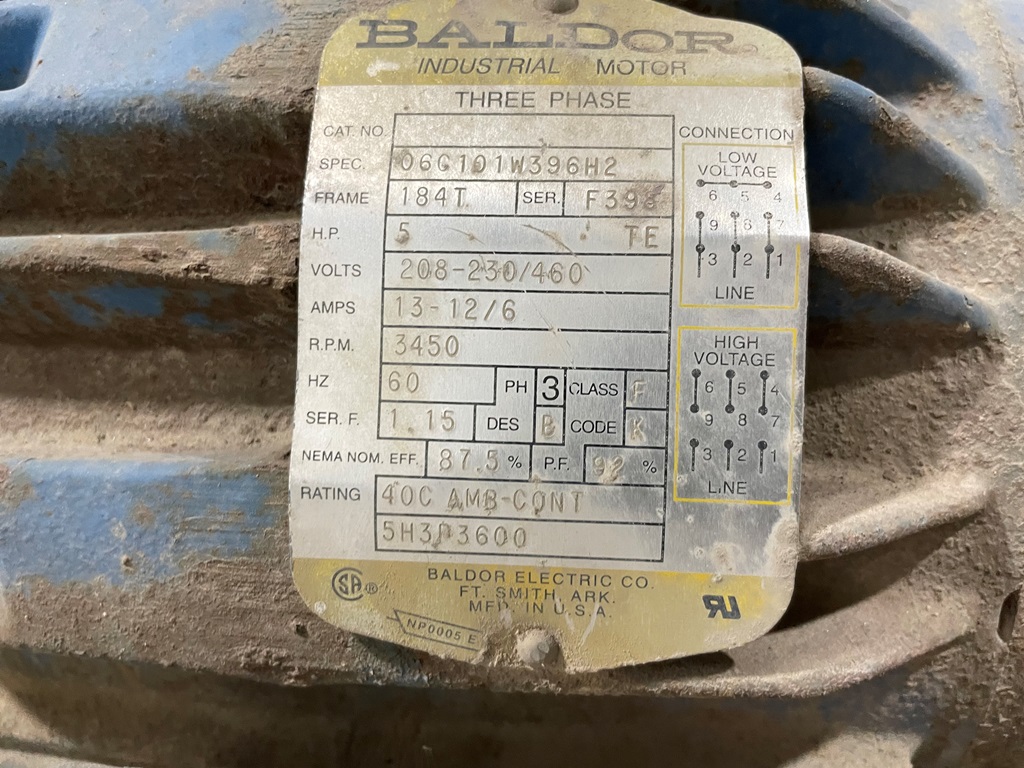 BALDOR
INDUSTRIAL MOTOR
THREE PHASE
CAT. NO.
SPEC. 06G101W396H2
FRAME 184T SER. F398
H.P. 5 TE
VOLTS 208-230/460
AMPS 13-12/6
R.P.M. 3450
HZ 60 PH 3 CLASS F
SER. F. 1.15 DES B CODE K
NEMA NOM. EFF. 87.5 % P.F. 92 %
RATING 40C AMB-CONT
5H3P3600
CONNECTION
LOW
VOLTAGE
6 5 4
9 8 7
3 2 1
LINE
HIGH
VOLTAGE
6 5 4
9 8 7
3 2 1
LINE
SA ®
BALDOR ELECTRIC CO.
FT. SMITH, ARK.
MFD. IN U.S.A.
NP0005 E